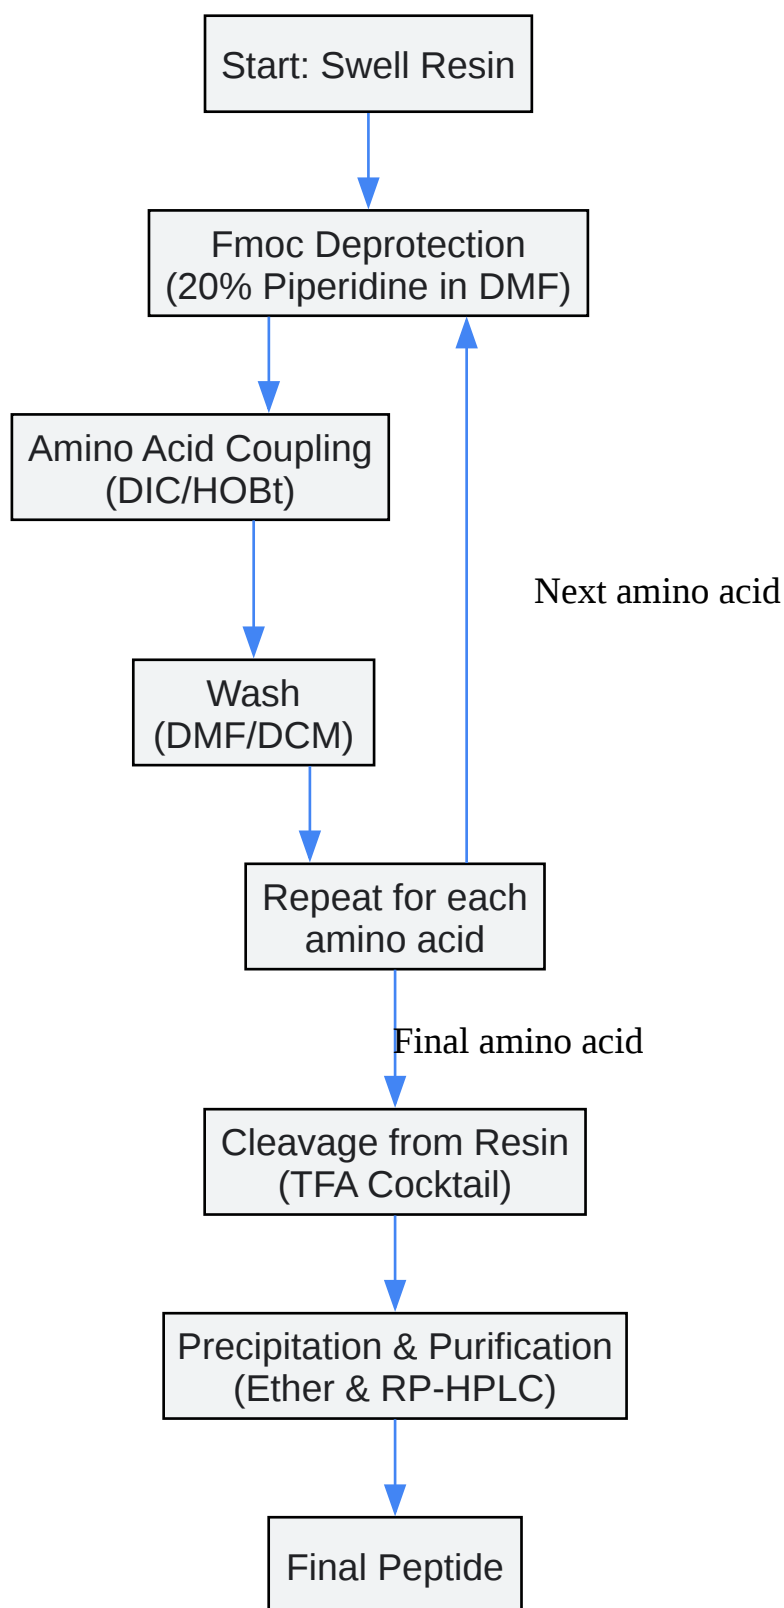 Start: Swell Resin
Fmoc Deprotection
(20% Piperidine in DMF)
Amino Acid Coupling
(DIC/HOBt)
Next amino acid
Wash
(DMF/DCM)
Repeat for each
amino acid
Final amino acid
Cleavage from Resin
(TFA Cocktail)
Precipitation & Purification
(Ether & RP-HPLC)
Final Peptide